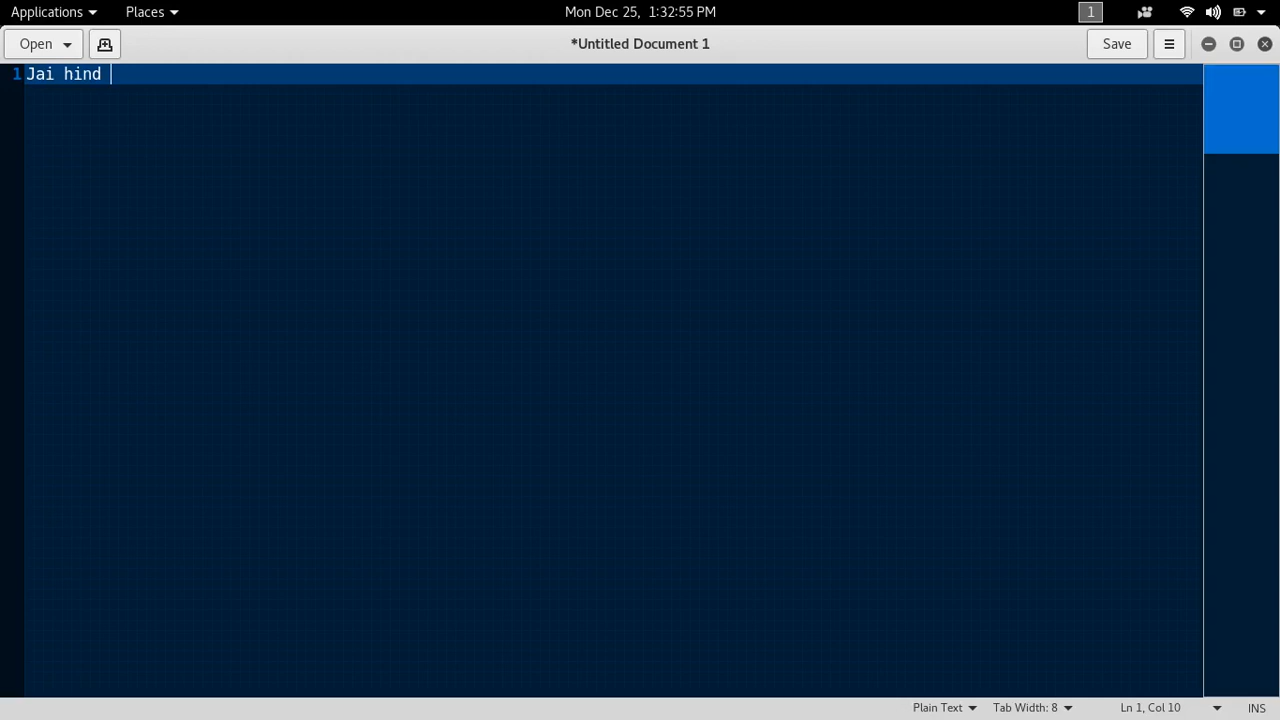 Applications Places Mon Dec 25, 1:32:55 PM 1
Open *Untitled Document 1 Save
1 Jai hind
Plain Text Tab Width: 8 Ln 1, Col 10 INS